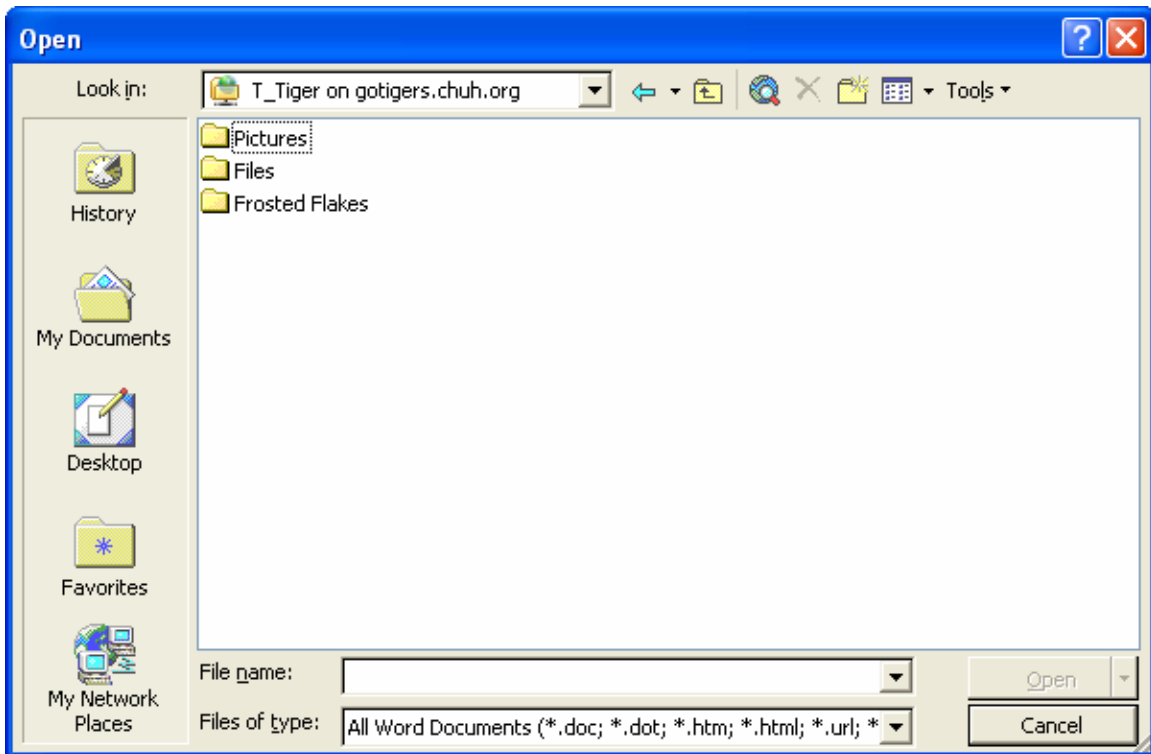 Open
Look in:
T_Tiger on gotigers.chuh.org
Tools
Pictures
Files
Frosted Flakes
History
My Documents
Desktop
Favorites
My Network
Places
File name:
Open
Files of type:
All Word Documents (*.doc; *.dot; *.htm; *.html; *.url; *
Cancel